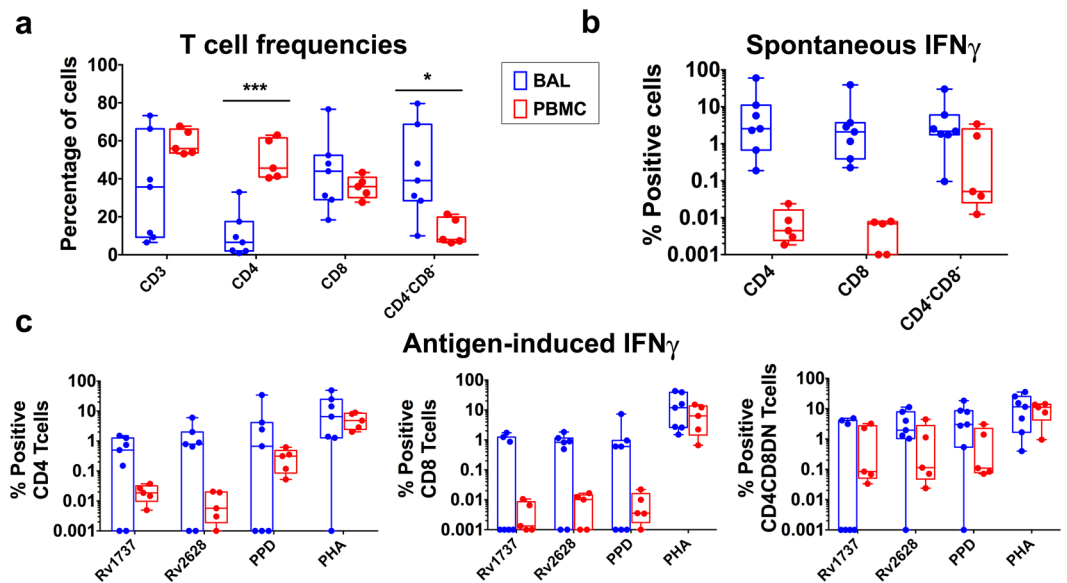 a
T cell frequencies
Percentage of cells
100
80
60
40
20
0
***
*
CD3
CD4
CD8
CD4-CD8-
BAL
PBMC
b
Spontaneous IFNγ
% Positive cells
100
10
1
0.1
0.01
0.001
CD4
CD8
CD4-CD8-
c
Antigen-induced IFNγ
% Positive
CD4 Tcells
100
10
1
0.1
0.01
0.001
Rv1737
Rv2628
PPD
PHA
% Positive
CD8 Tcells
100
10
1
0.1
0.01
0.001
Rv1737
Rv2628
PPD
PHA
% Positive
CD4CD8DN Tcells
100
10
1
0.1
0.01
0.001
Rv1737
Rv2628
PPD
PHA